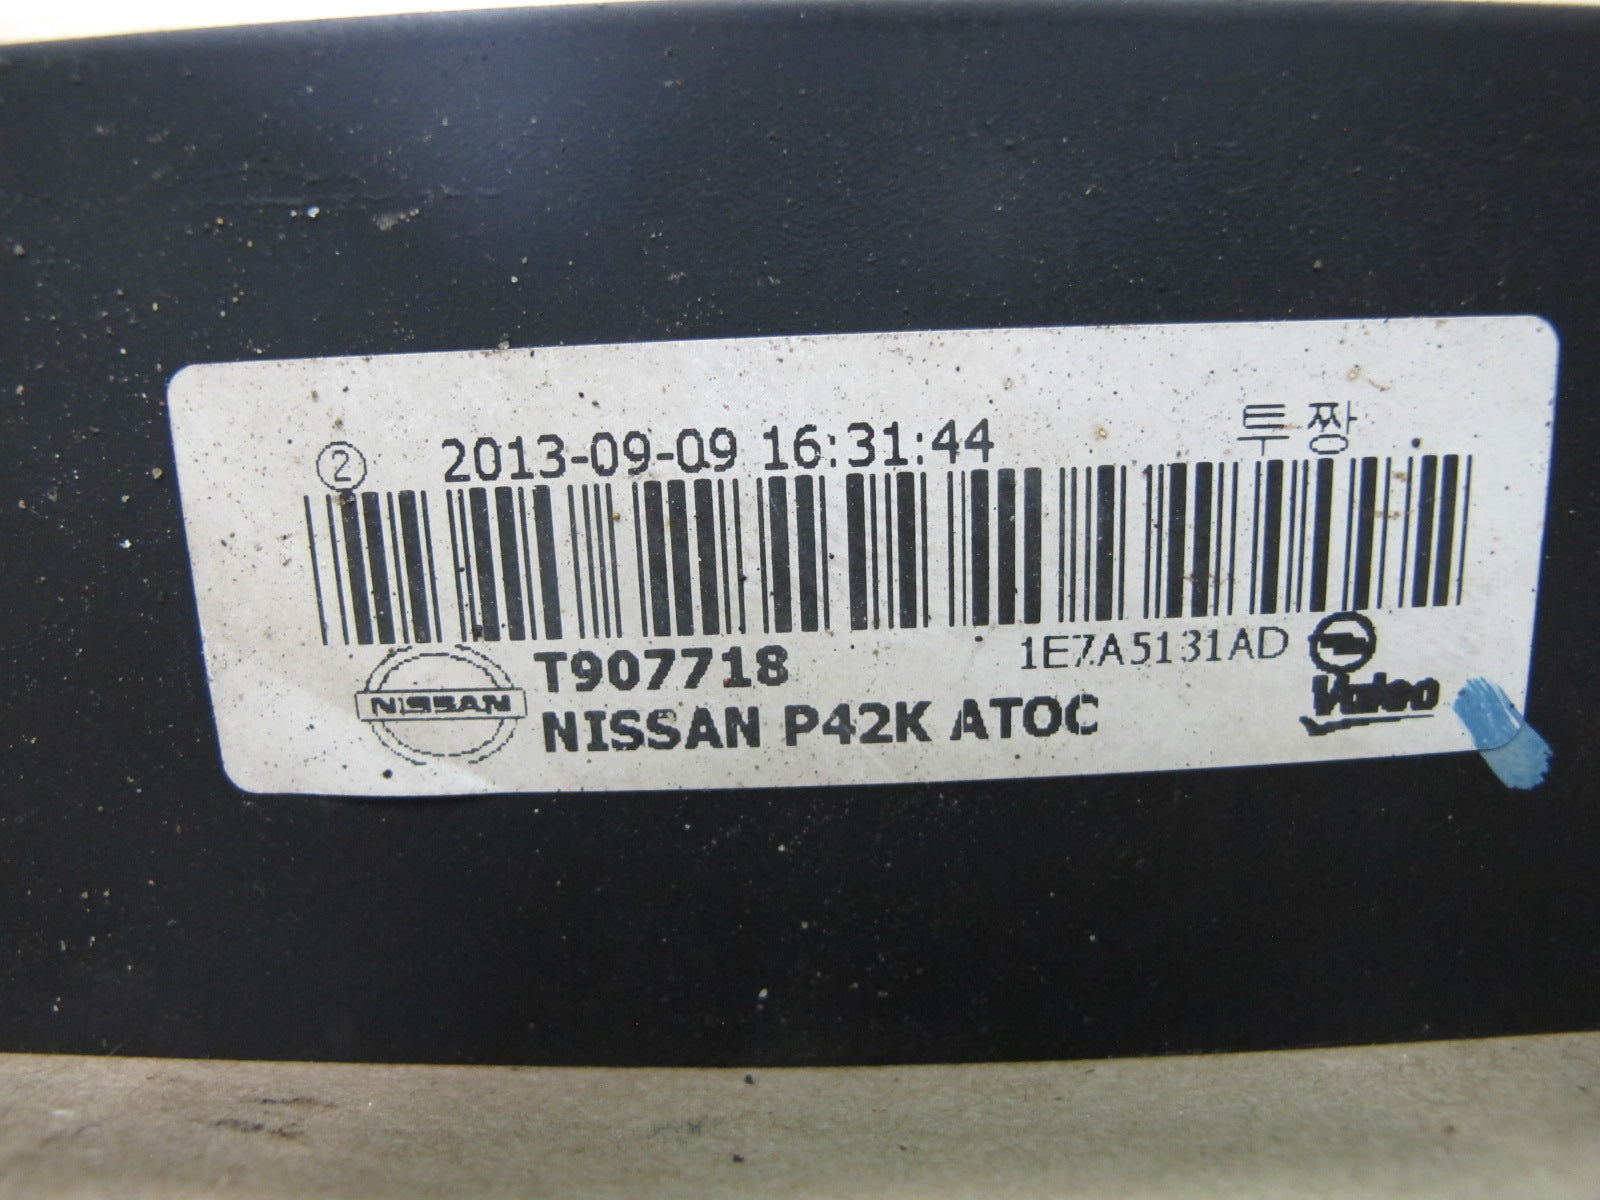 ② 2013-09-09 16:31:44 투짱
T907718 1E7A5131AD
NISSAN
NISSAN P42K ATOC
Valeo